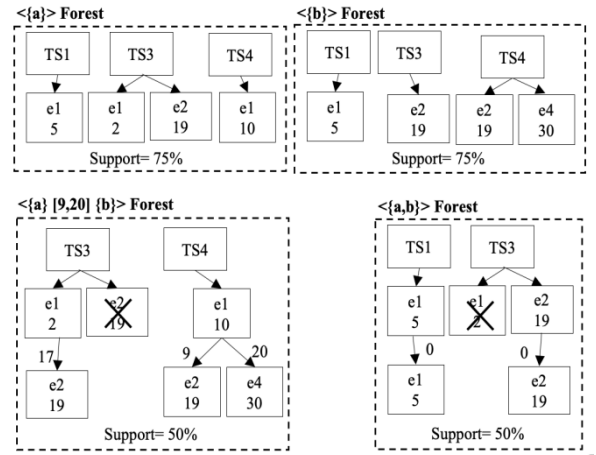 <{a}> Forest
TS1 TS3 TS4
e1 e1 e2 e1
5 2 19 10
Support= 75%
<{b}> Forest
TS1 TS3 TS4
e1 e2 e2 e4
5 19 19 30
Support= 75%
<{a} [9,20] {b}> Forest
TS3 TS4
e1 e2 e1
2 19 10
17 9 20
e2 e2 e4
19 19 30
Support= 50%
<{a,b}> Forest
TS1 TS3
e1 e1 e2
5 2 19
0 0
e1 e2
5 19
Support= 50%